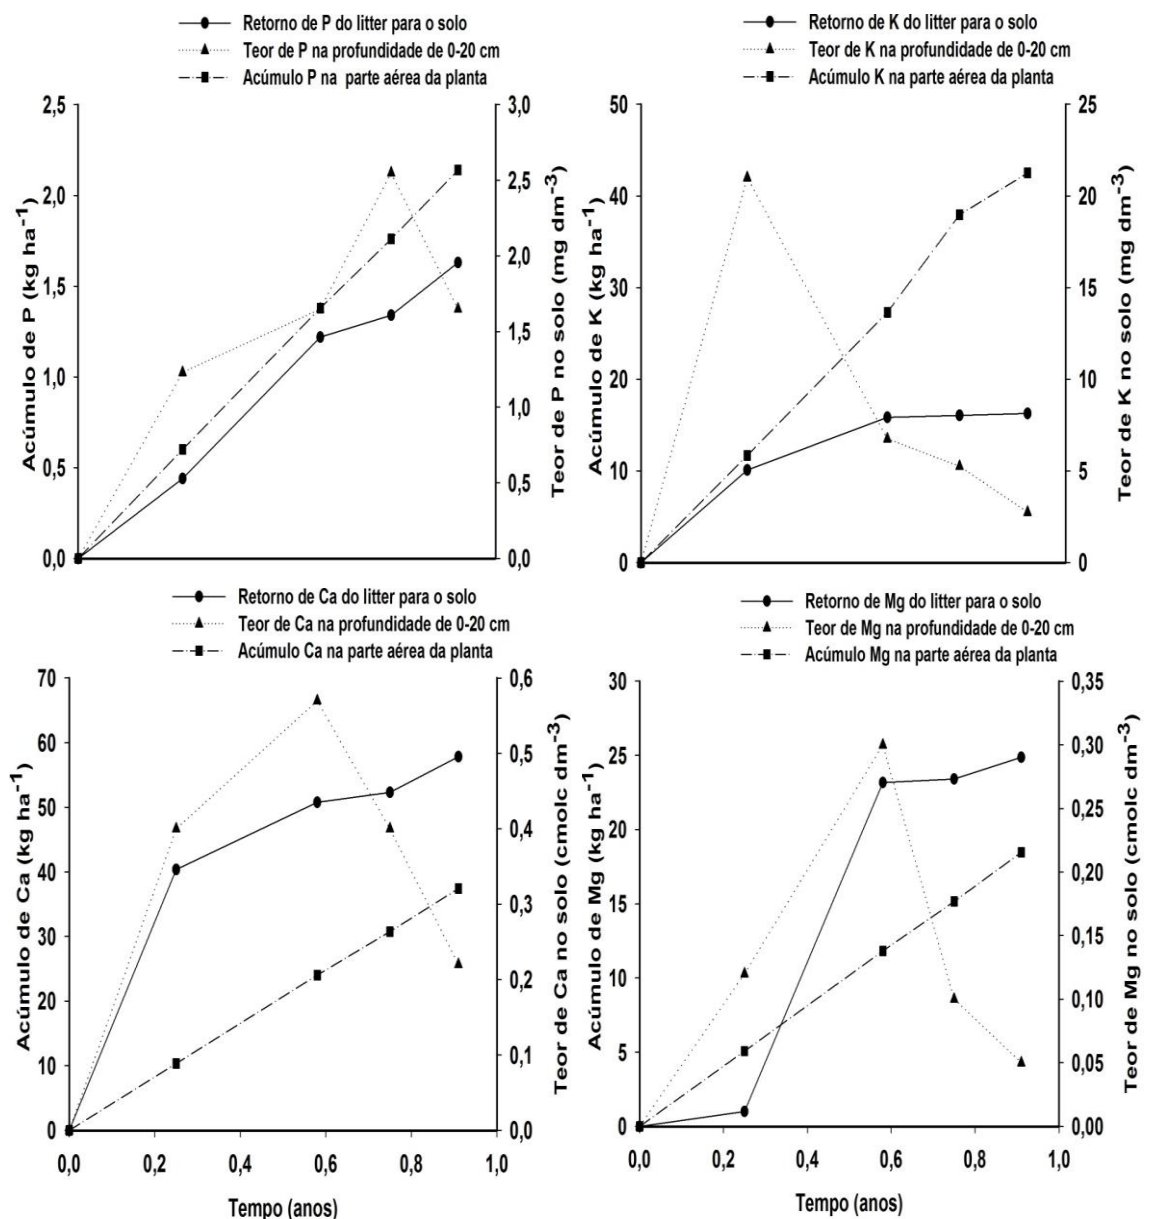 Retorno de P do litter para o solo
Teor de P na profundidade de 0-20 cm
Acúmulo P na parte aérea da planta
2,5
2,0
1,5
1,0
0,5
0,0
Acúmulo de P (kg ha-1)
3,0
2,5
2,0
1,5
1,0
0,5
0,0
Teor de P no solo (mg dm-3)
Retorno de K do litter para o solo
Teor de K na profundidade de 0-20 cm
Acúmulo K na parte aérea da planta
50
40
30
20
10
0
Acúmulo de K (kg ha-1)
25
20
15
10
5
0
Teor de K no solo (mg dm-3)
Retorno de Ca do litter para o solo
Teor de Ca na profundidade de 0-20 cm
Acúmulo Ca na parte aérea da planta
70
60
50
40
30
20
10
0
Acúmulo de Ca (kg ha-1)
0,6
0,5
0,4
0,3
0,2
0,1
0,0
Teor de Ca no solo (cmolc dm-3)
0,0 0,2 0,4 0,6 0,8 1,0
Tempo (anos)
Retorno de Mg do litter para o solo
Teor de Mg na profundidade de 0-20 cm
Acúmulo Mg na parte aérea da planta
30
25
20
15
10
5
0
Acúmulo de Mg (kg ha-1)
0,35
0,30
0,25
0,20
0,15
0,10
0,05
0,00
Teor de Mg no solo (cmolc dm-3)
0,0 0,2 0,4 0,6 0,8 1,0
Tempo (anos)